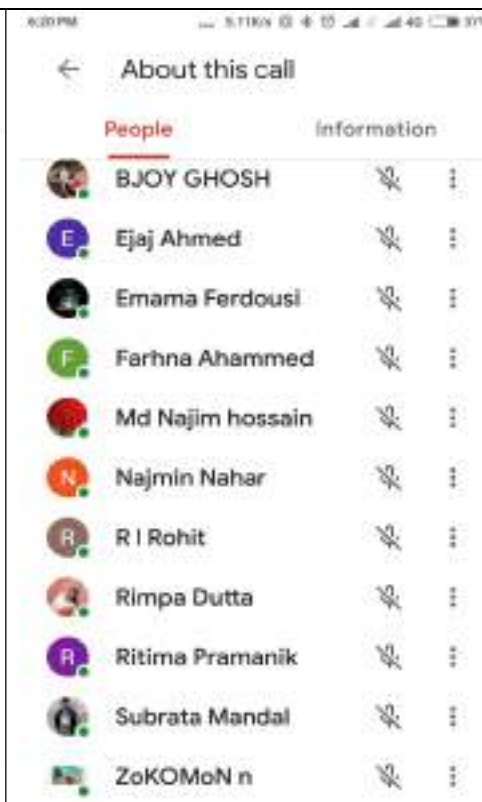 6:20 PM
About this call
People Information
BJOY GHOSH
E Ejaj Ahmed
Emama Ferdousi
F Farhna Ahammed
Md Najim hossain
N Najmin Nahar
R R I Rohit
Rimpa Dutta
R Ritima Pramanik
Subrata Mandal
ZoKOMoN n